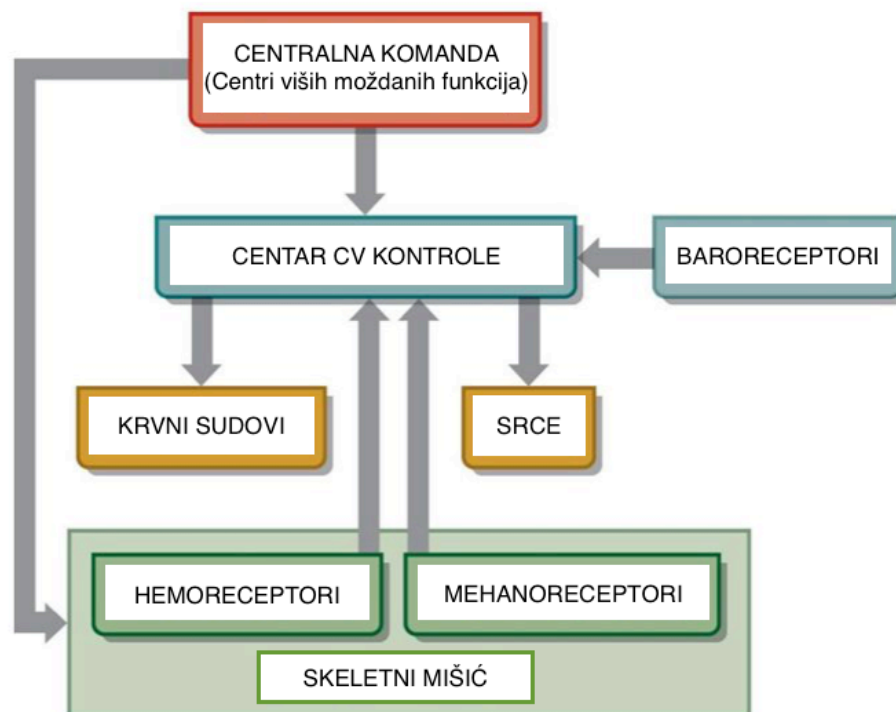 CENTRALNA KOMANDA
(Centri viših moždanih funkcija)
CENTAR CV KONTROLE
BARORECEPTORI
KRVNI SUDOVI
SRCE
HEMORECEPTORI
MEHANORECEPTORI
SKELETNI MIŠIĆ